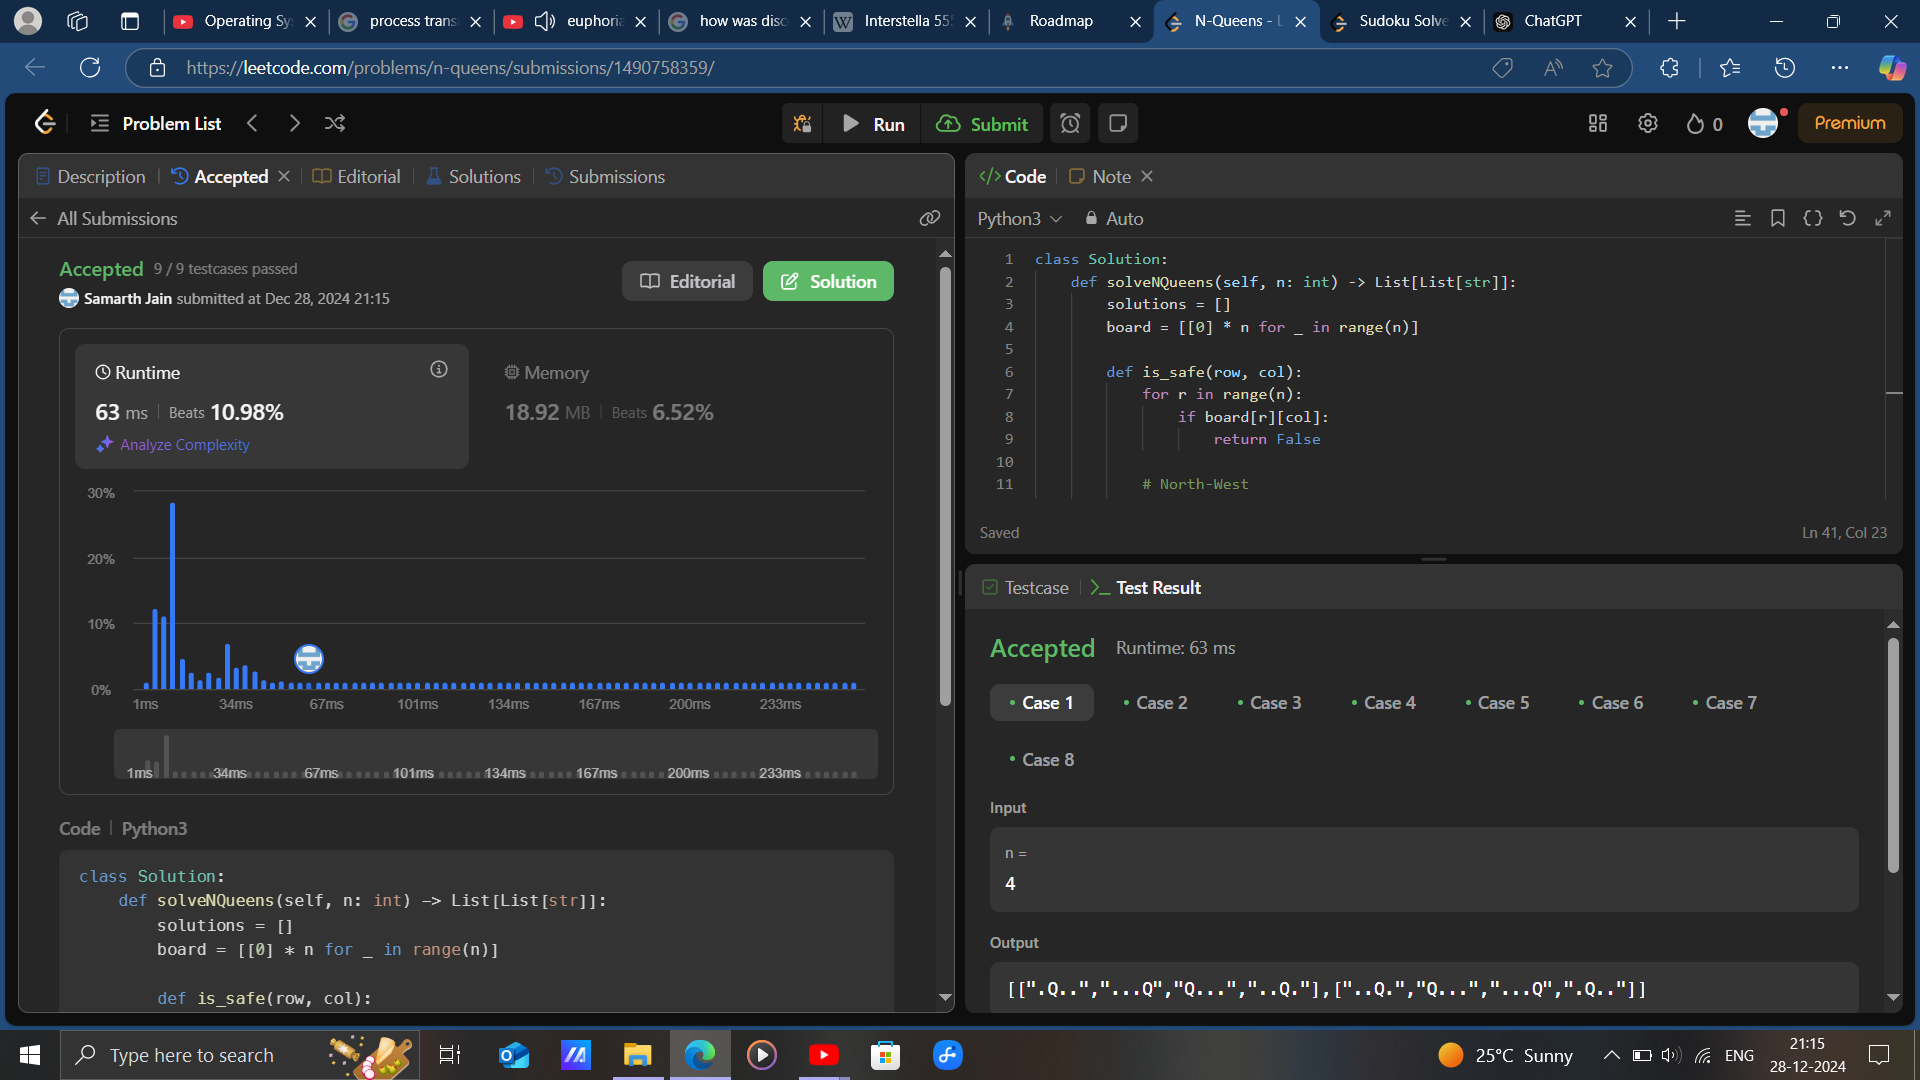 Operating Sy
process trans
euphoria
how was disc
Interstella 555
Roadmap
N-Queens - L
Sudoku Solve
ChatGPT
https://leetcode.com/problems/n-queens/submissions/1490758359/
Problem List
Run
Submit
0
Premium
Description
Accepted
Editorial
Solutions
Submissions
All Submissions
Accepted 9 / 9 testcases passed
Samarth Jain submitted at Dec 28, 2024 21:15
Editorial
Solution
Runtime
63 ms | Beats 10.98%
Analyze Complexity
Memory
18.92 MB | Beats 6.52%
30%
20%
10%
0%
1ms 34ms 67ms 101ms 134ms 167ms 200ms 233ms
1ms 34ms 67ms 101ms 134ms 167ms 200ms 233ms
Code | Python3
class Solution:
    def solveNQueens(self, n: int) -> List[List[str]]:
        solutions = []
        board = [[0] * n for _ in range(n)]
        def is_safe(row, col):
</> Code
Note
Python3
Auto
1 class Solution:
2     def solveNQueens(self, n: int) -> List[List[str]]:
3         solutions = []
4         board = [[0] * n for _ in range(n)]
5
6         def is_safe(row, col):
7             for r in range(n):
8                 if board[r][col]:
9                     return False
10
11             # North-West
Saved
Ln 41, Col 23
Testcase
Test Result
Accepted Runtime: 63 ms
Case 1
Case 2
Case 3
Case 4
Case 5
Case 6
Case 7
Case 8
Input
n =
4
Output
[[".Q..","...Q","Q...","..Q."],["..Q.","Q...","...Q",".Q.."]]
Type here to search
25°C Sunny
ENG
21:15
28-12-2024